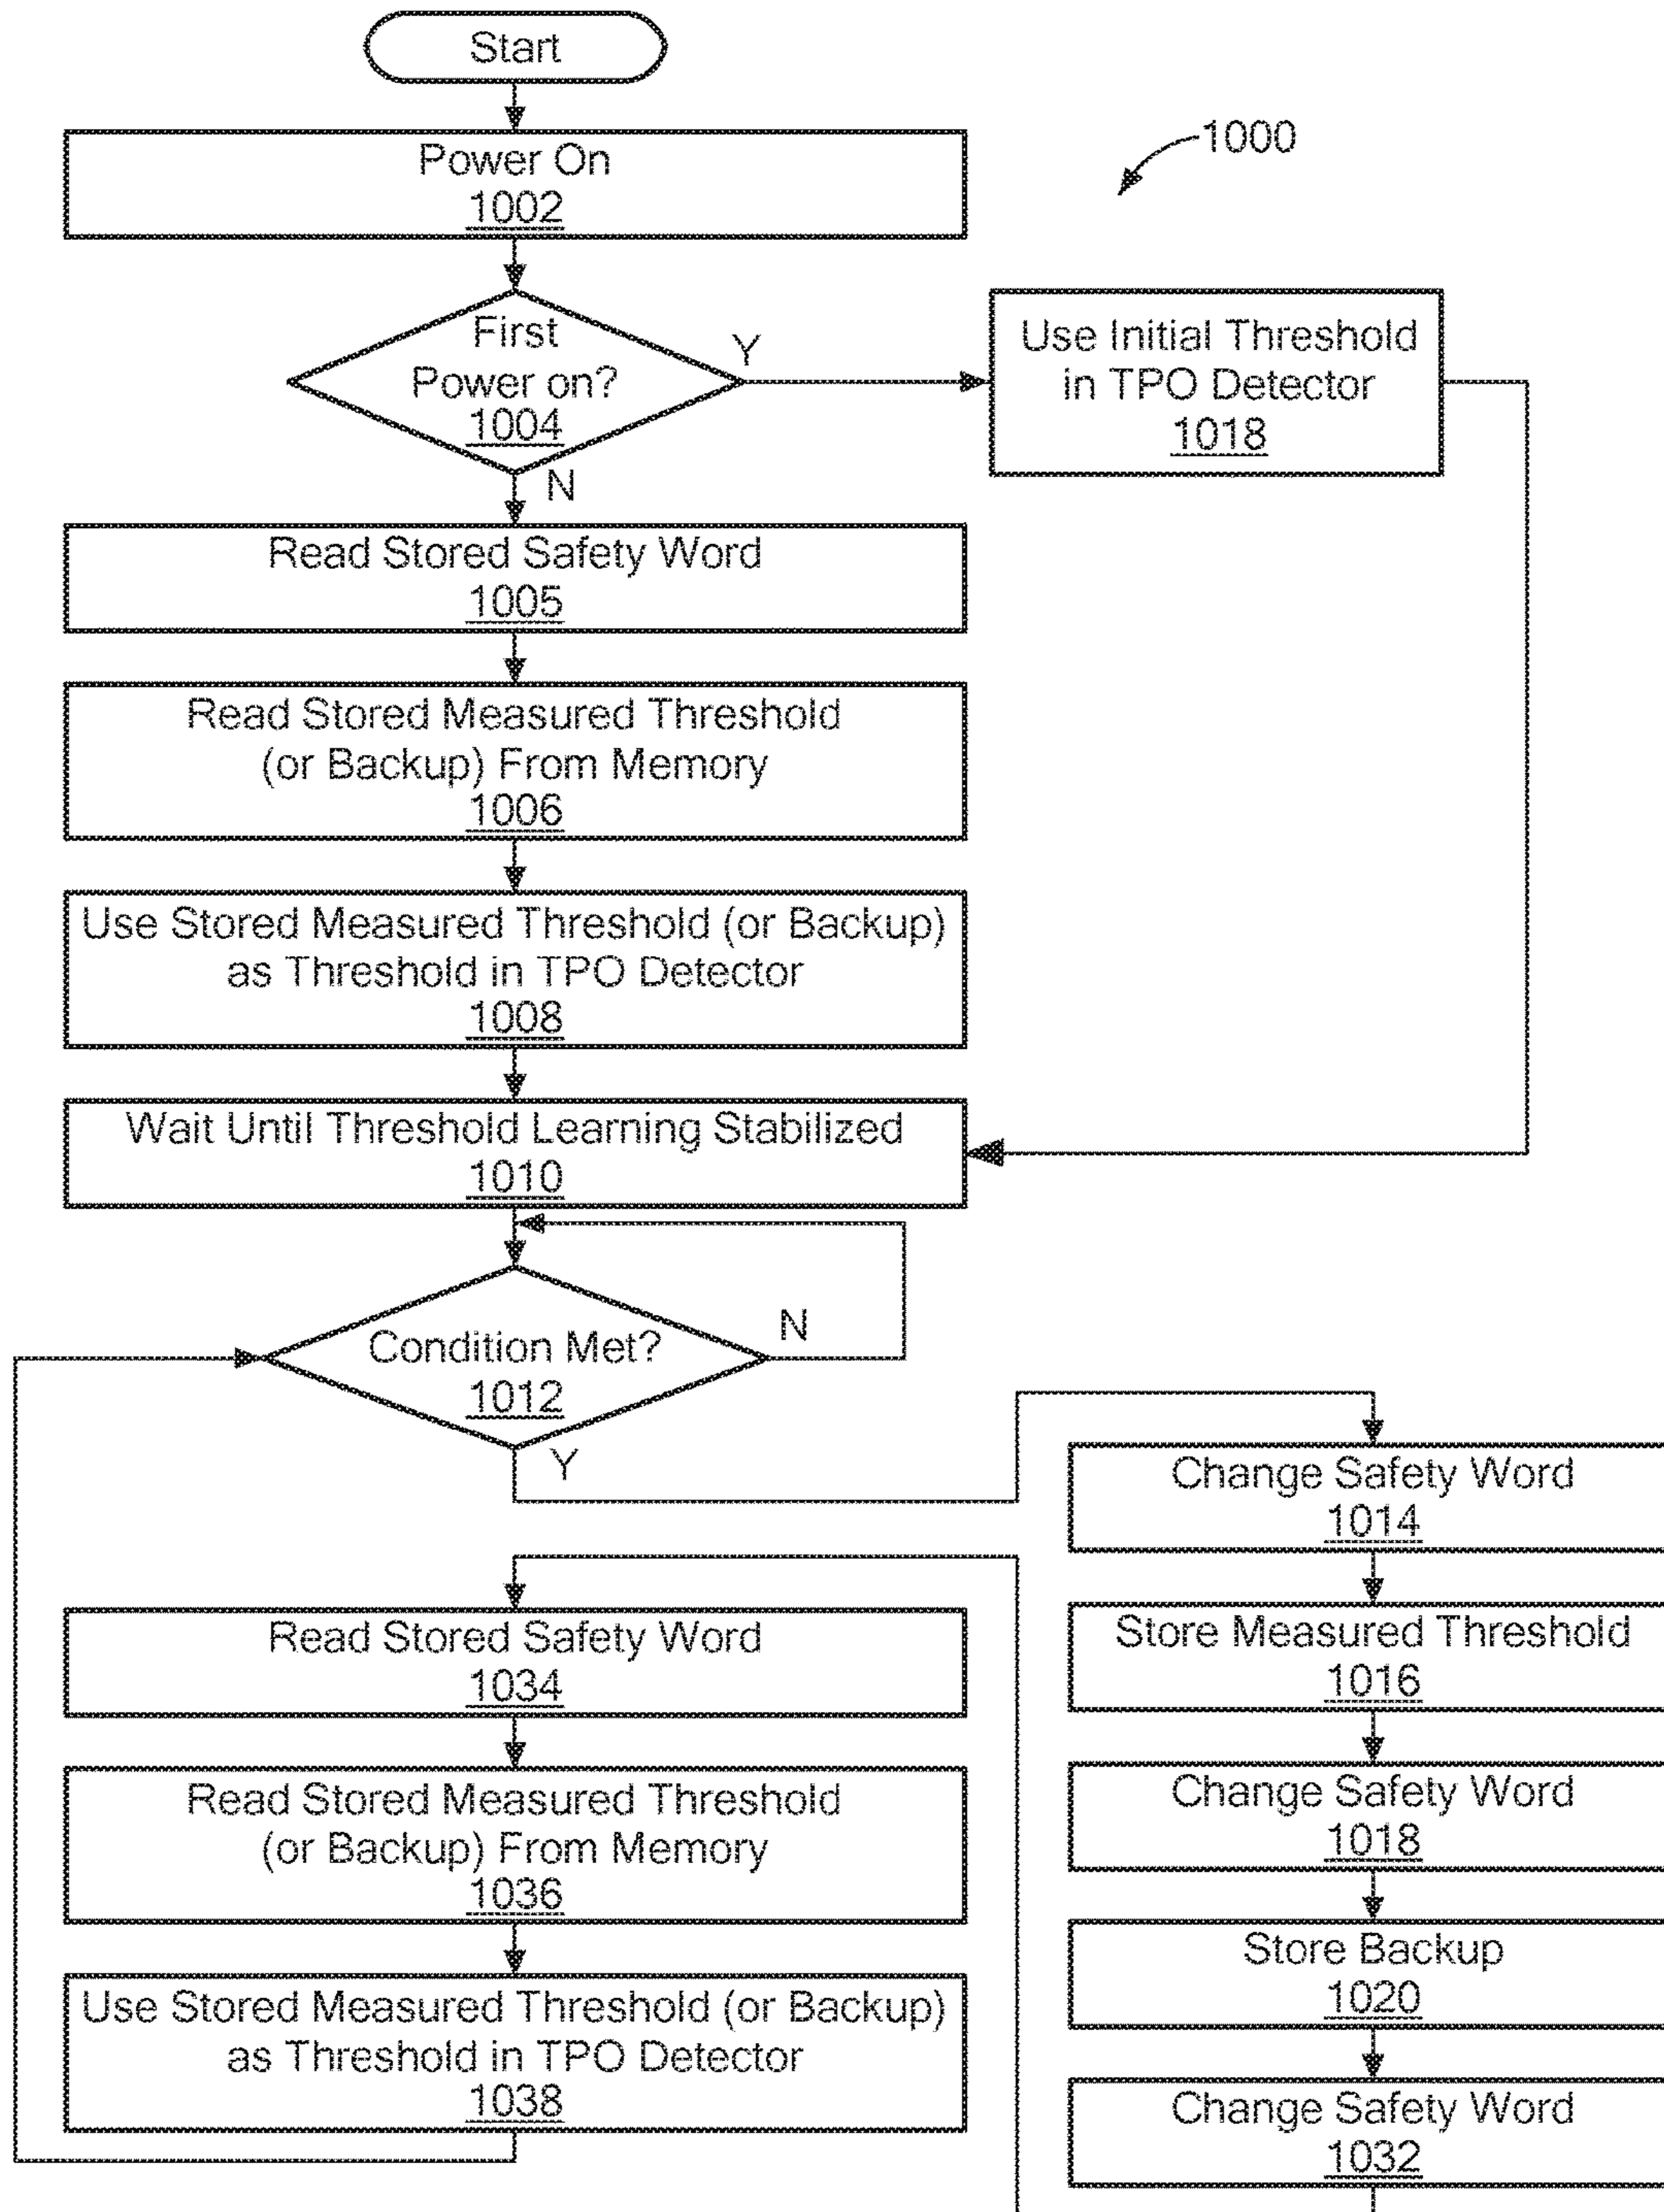 Start
Power On
1002
1000
First
Power on?
1004
Y
N
Use Initial Threshold
in TPO Detector
1018
Read Stored Safety Word
1005
Read Stored Measured Threshold
(or Backup) From Memory
1006
Use Stored Measured Threshold (or Backup)
as Threshold in TPO Detector
1008
Wait Until Threshold Learning Stabilized
1010
Condition Met?
1012
N
Y
Change Safety Word
1014
Store Measured Threshold
1016
Change Safety Word
1018
Store Backup
1020
Change Safety Word
1032
Read Stored Safety Word
1034
Read Stored Measured Threshold
(or Backup) From Memory
1036
Use Stored Measured Threshold (or Backup)
as Threshold in TPO Detector
1038